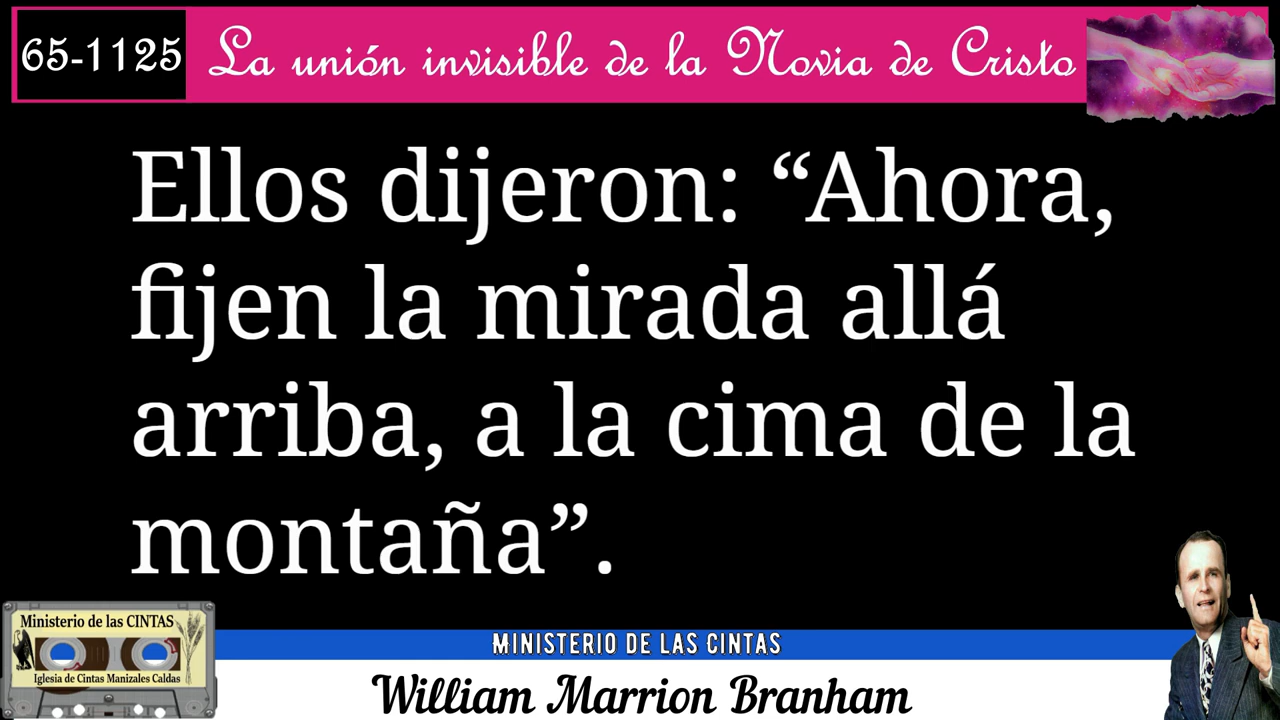 65-1125 La unión invisible de la Novia de Cristo
Ellos dijeron: “Ahora,
fijen la mirada allá
arriba, a la cima de la
montaña”.
Ministerio de las CINTAS
Iglesia de Cintas Manizales Caldas
MINISTERIO DE LAS CINTAS
William Marrion Branham